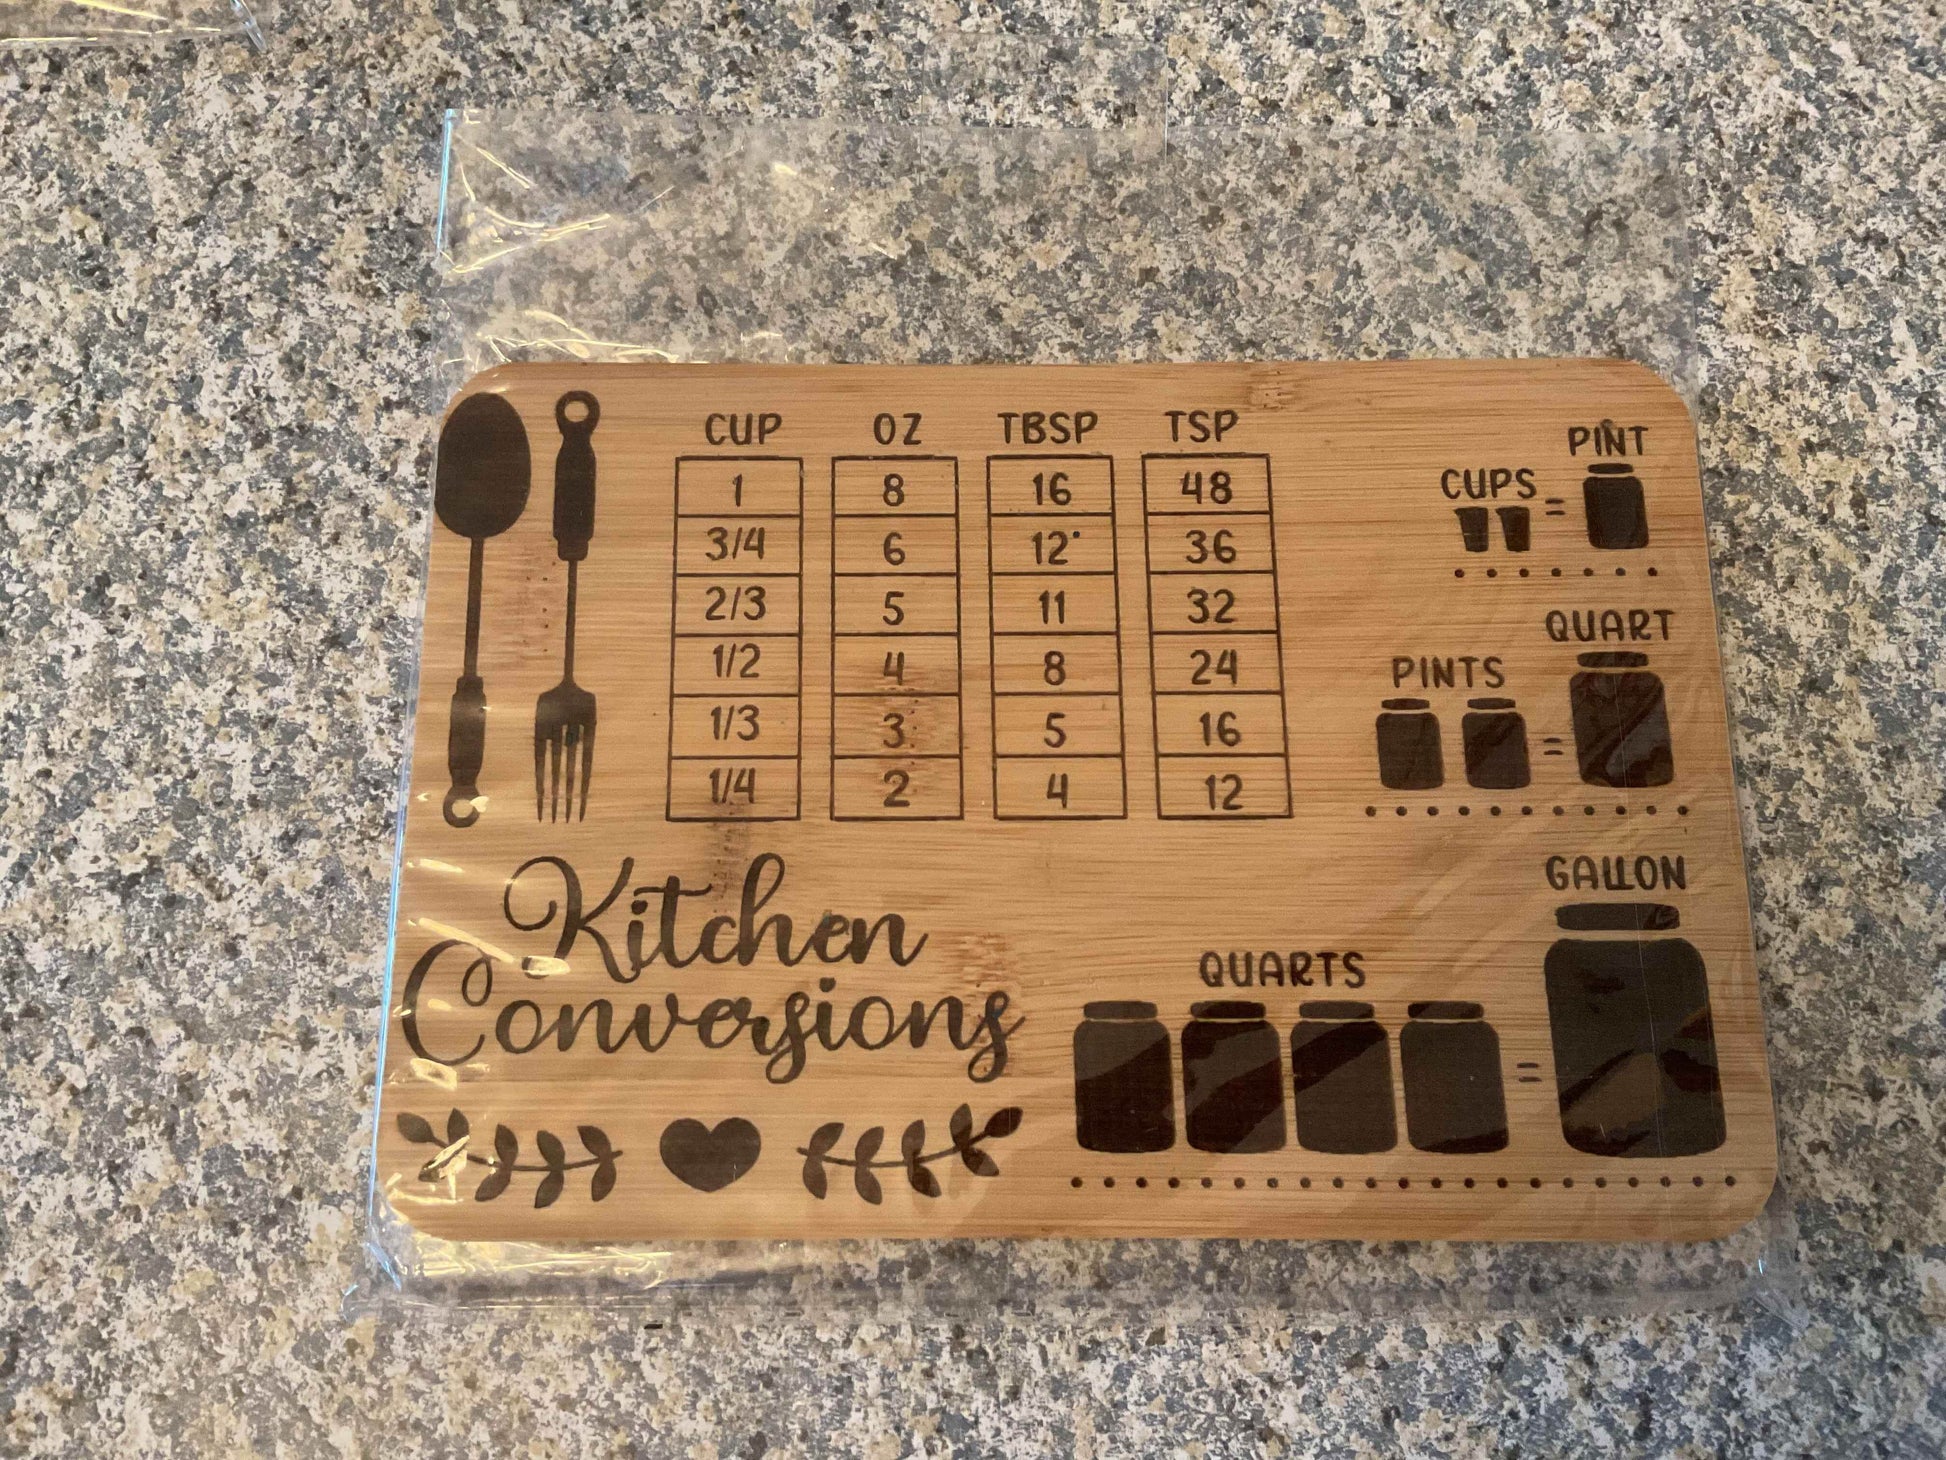 CUP OZ TBSP TSP
1 8 16 48
3/4 6 12 36
2/3 5 11 32
1/2 4 8 24
1/3 3 5 16
1/4 2 4 12
Kitchen
Conversions
PINT
CUPS =
QUART
PINTS
=
GALLON
QUARTS
=